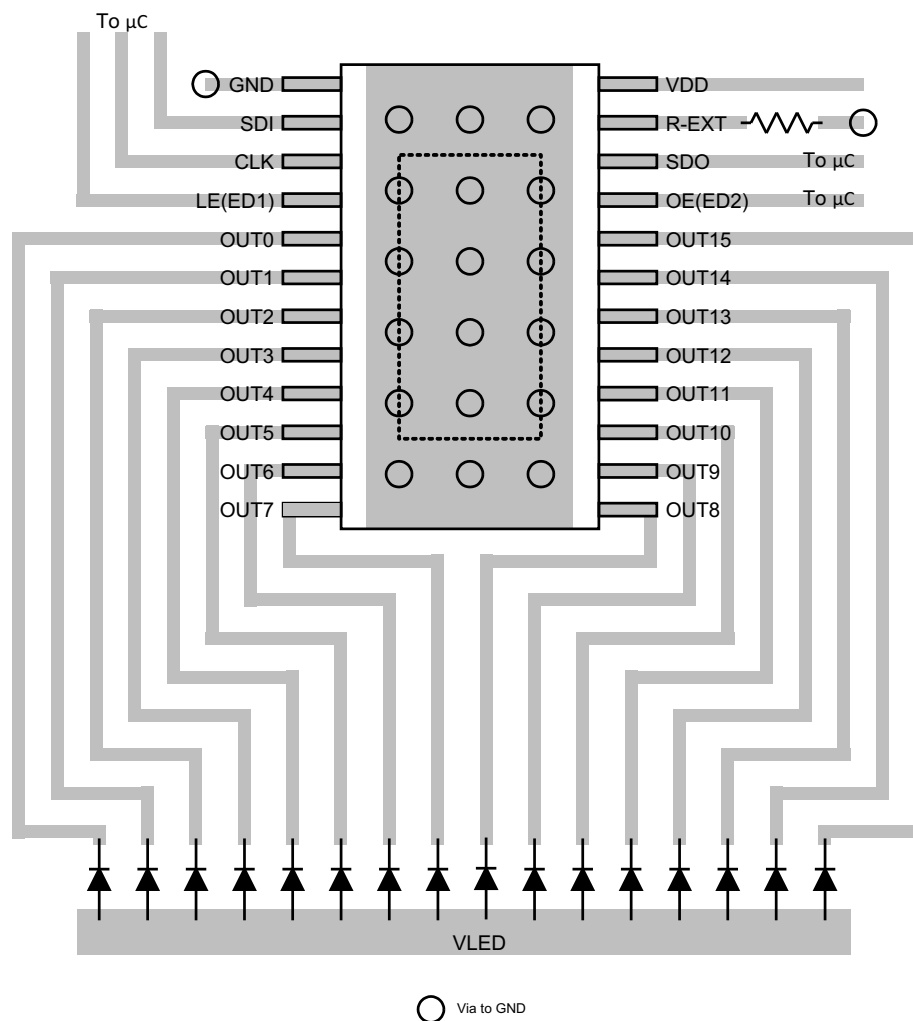 To µC
GND
SDI
CLK
LE(ED1)
OUT0
OUT1
OUT2
OUT3
OUT4
OUT5
OUT6
OUT7
VDD
R-EXT
SDO To µC
OE(ED2) To µC
OUT15
OUT14
OUT13
OUT12
OUT11
OUT10
OUT9
OUT8
VLED
Via to GND